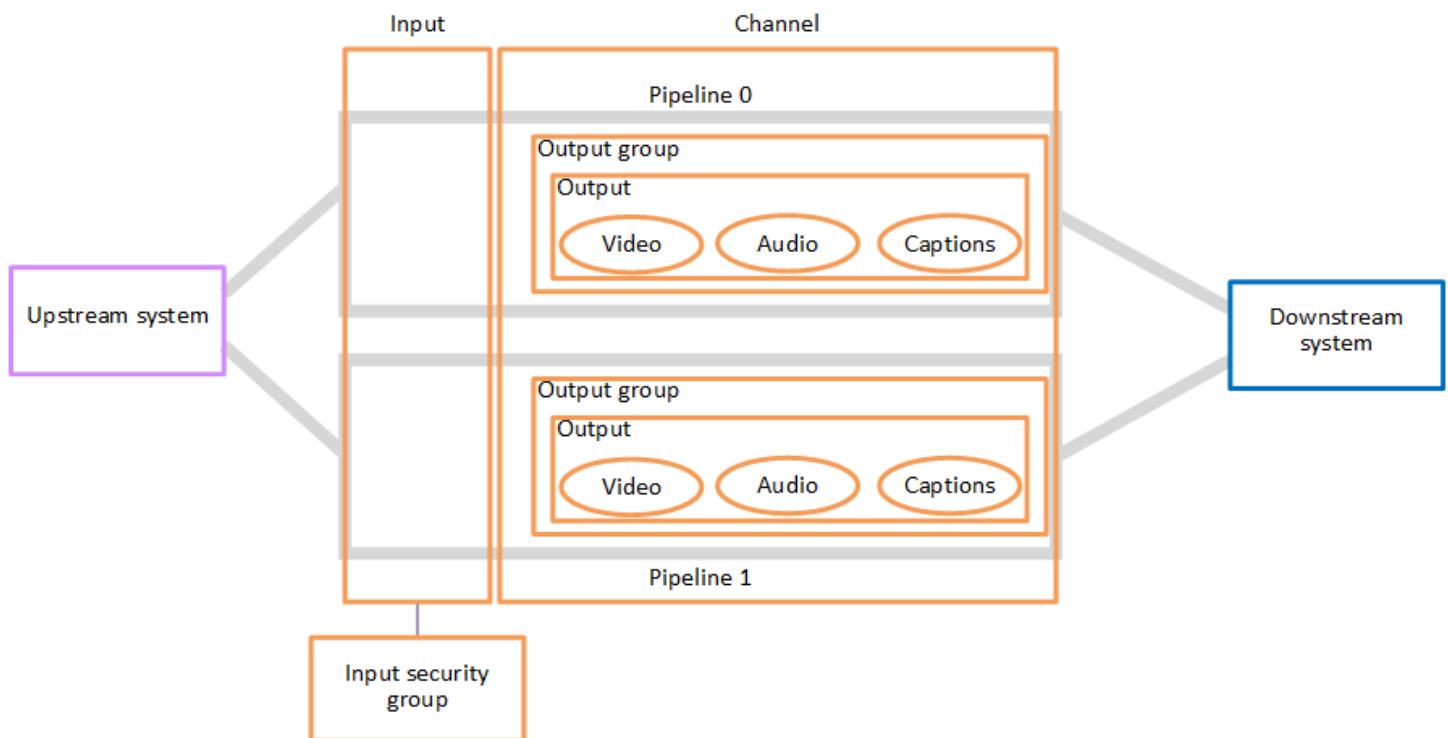 Input
Channel
Pipeline 0
Output group
Output
Video
Audio
Captions
Upstream system
Downstream
system
Output group
Output
Video
Audio
Captions
Pipeline 1
Input security
group